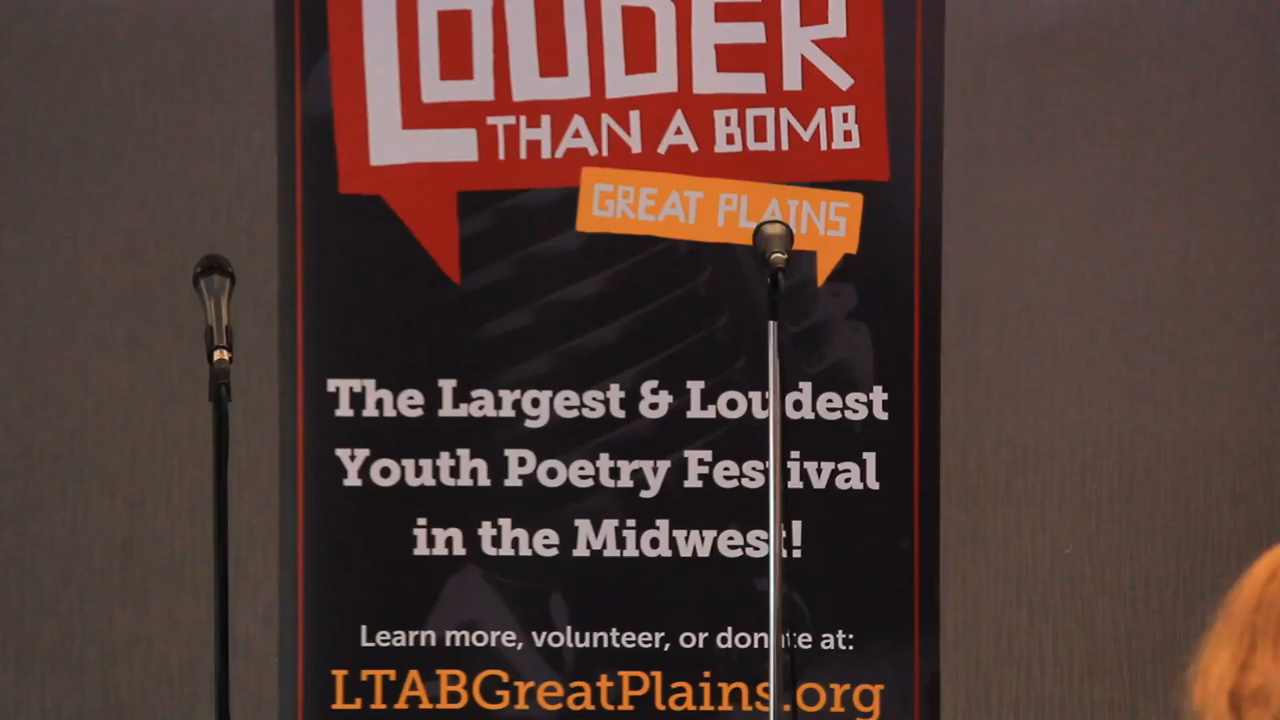 LOUDER
THAN A BOMB
GREAT PLAINS
The Largest & Loudest
Youth Poetry Festival
in the Midwest!
Learn more, volunteer, or donate at:
LTABGreatPlains.org